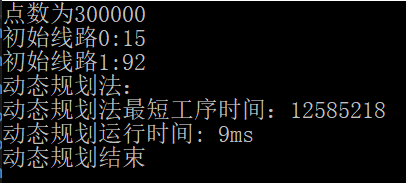 点数为300000
初始线路0:15
初始线路1:92
动态规划法:
动态规划法最短工序时间: 12585218
动态规划运行时间: 9ms
动态规划结束